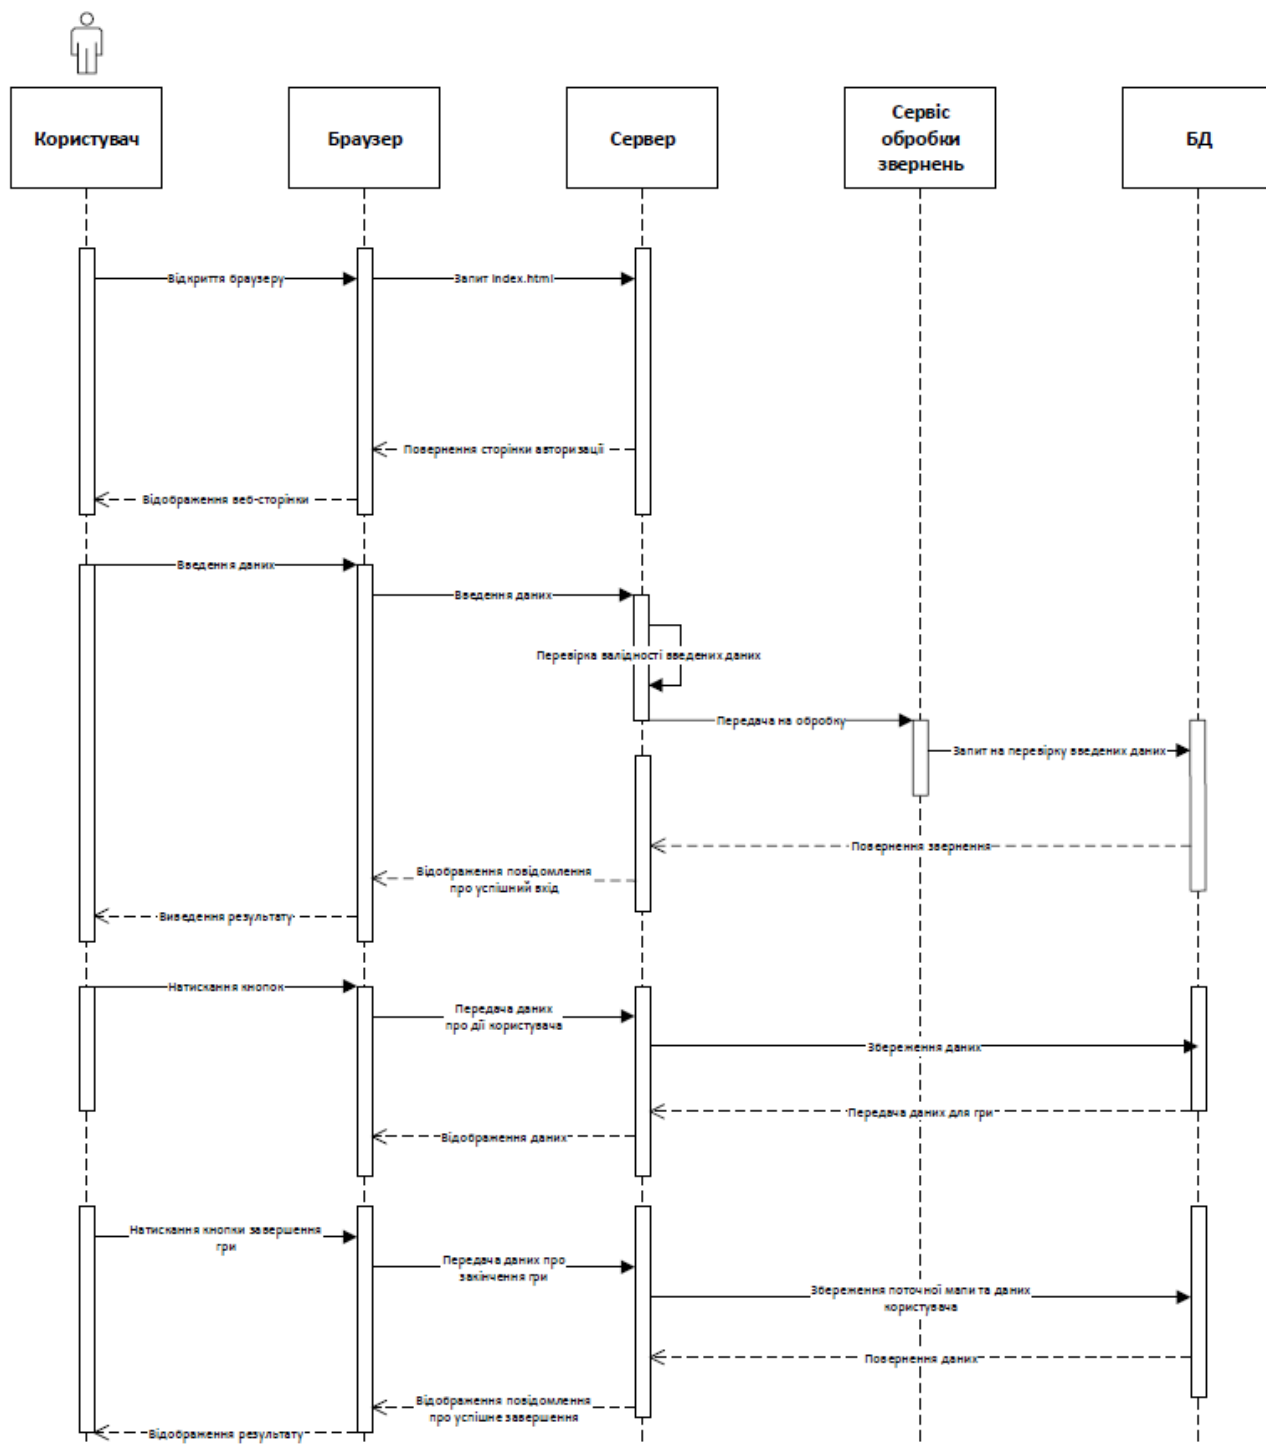 Користувач
Браузер
Сервер
Сервіс
обробки
звернень
БД
Відкриття браузеру
Запит index.html
Повернення сторінки авторизації
Відображення веб-сторінки
Введення даних
Введення даних
Перевірка валідності введених даних
Передача на обробку
Запит на перевірку введених даних
Повернення звернення
Відображення повідомлення
про успішний вхід
Виведення результату
Натискання кнопок
Передача даних
про дії користувача
Збереження даних
Передача даних для гри
Відображення даних
Натискання кнопки завершення
гри
Передача даних про
закінчення гри
Збереження поточної мапи та даних
користувача
Повернення даних
Відображення повідомлення
про успішне завершення
Відображення результату